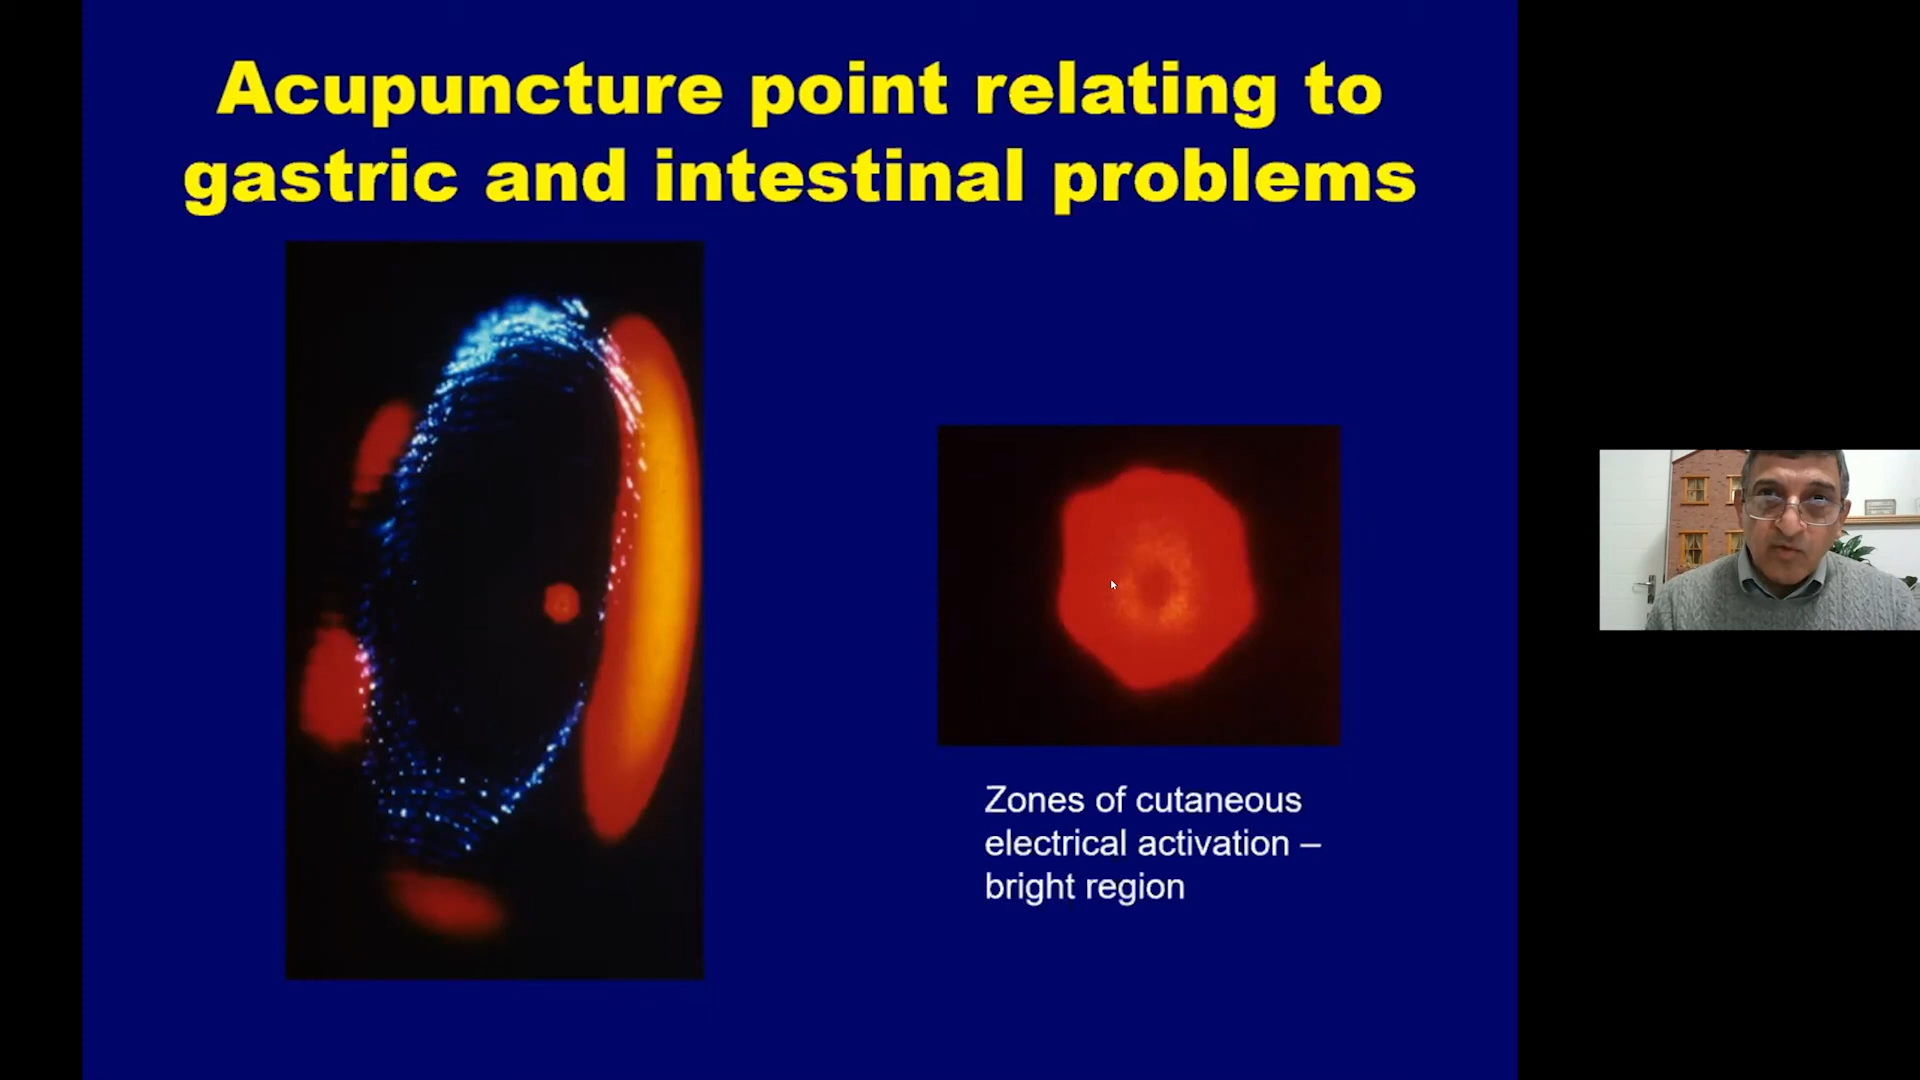 Acupuncture point relating to
gastric and intestinal problems
Zones of cutaneous
electrical activation –
bright region